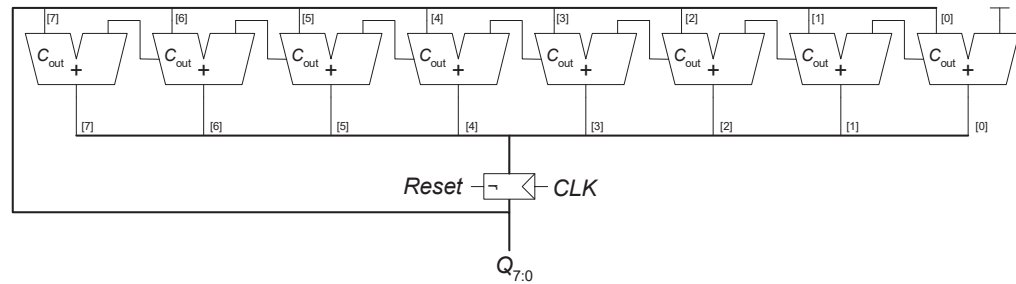 [7] [6] [5] [4] [3] [2] [1] [0]
Cout Cout Cout Cout Cout Cout Cout Cout
+ + + + + + + +
[7] [6] [5] [4] [3] [2] [1] [0]
Reset CLK
Q7:0